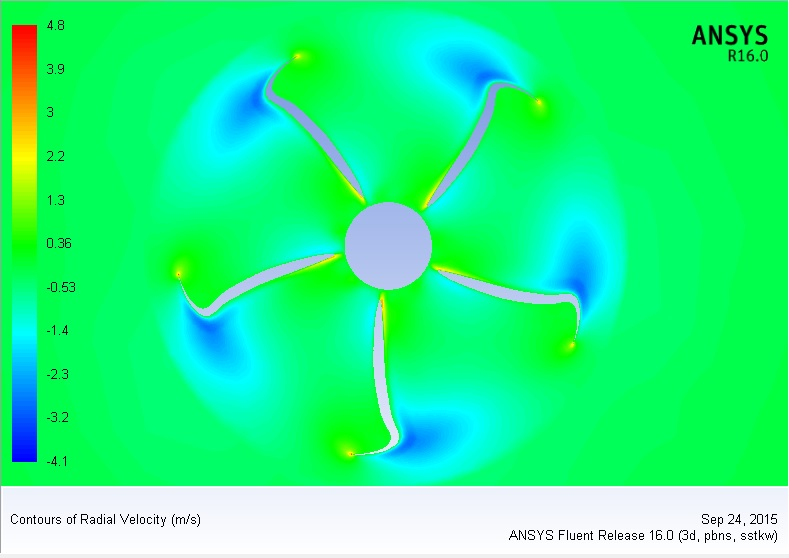 4.8
3.9
3
2.2
1.3
0.36
-0.53
-1.4
-2.3
-3.2
-4.1
ANSYS
R16.0
Contours of Radial Velocity (m/s)
Sep 24, 2015
ANSYS Fluent Release 16.0 (3d, pbns, sstkw)